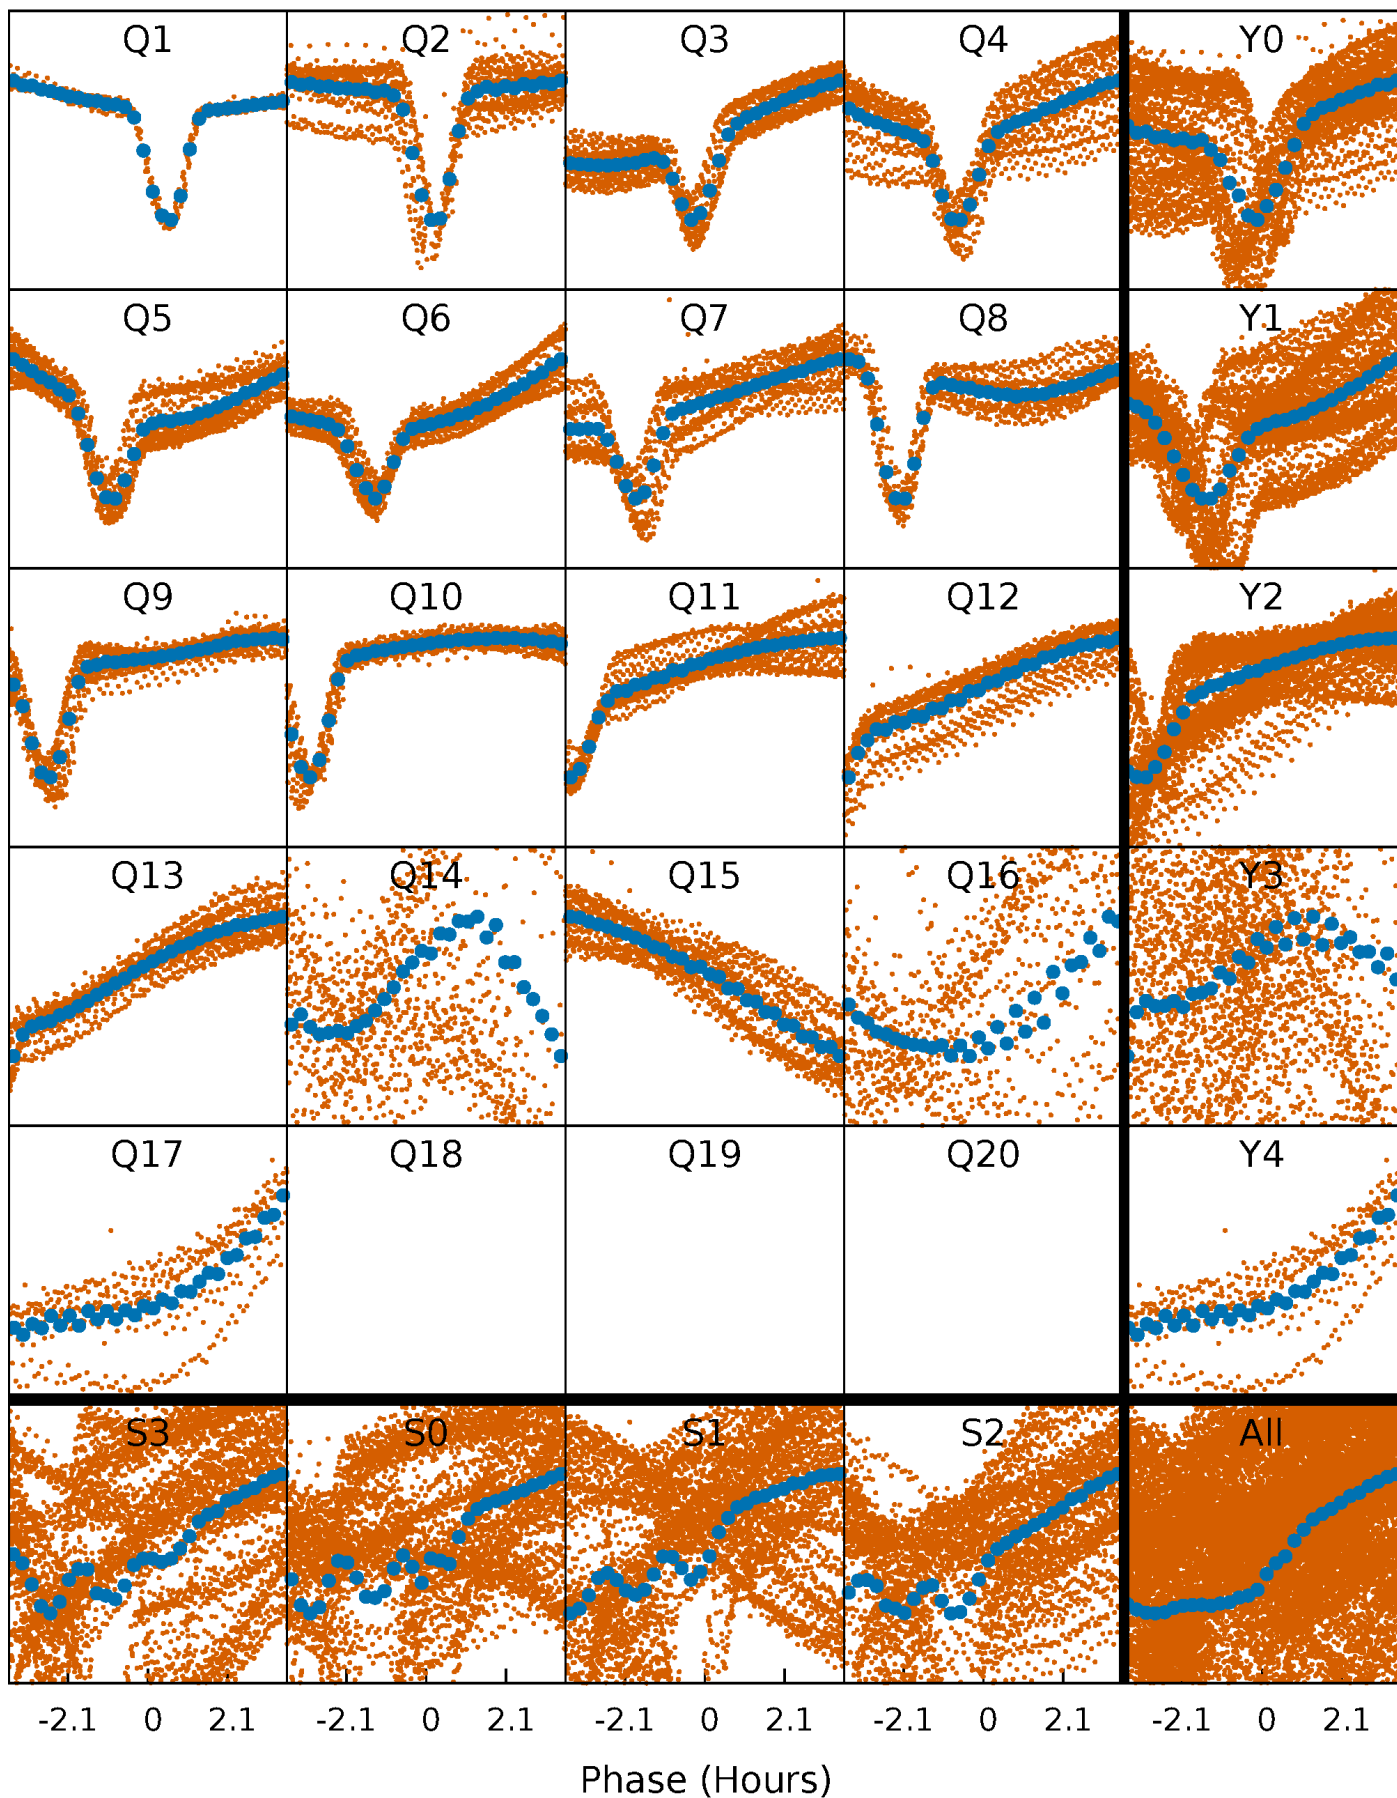 Q1 Q2 Q3 Q4 Y0
Q5 Q6 Q7 Q8 Y1
Q9 Q10 Q11 Q12 Y2
Q13 Q14 Q15 Q16 Y3
Q17 Q18 Q19 Q20 Y4
S3 S0 S1 S2 All
-2.1 0 2.1 -2.1 0 2.1 -2.1 0 2.1 -2.1 0 2.1 -2.1 0 2.1
Phase (Hours)